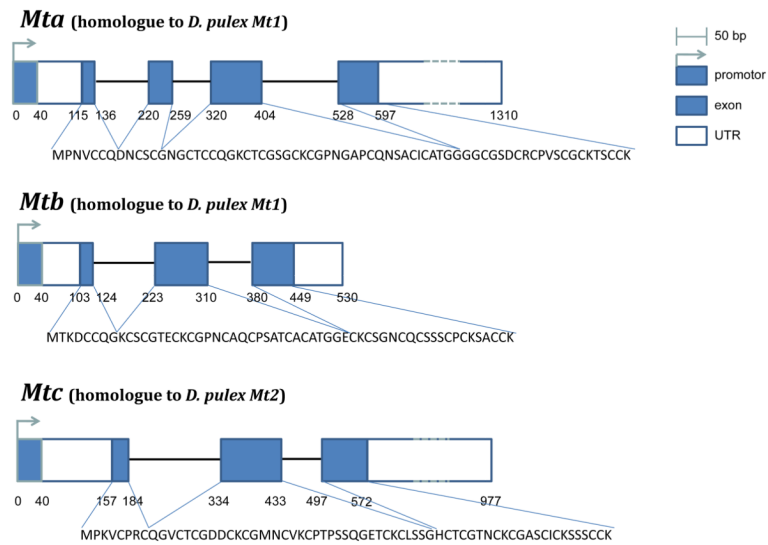 Mta (homologue to D. pulex Mt1)
50 bp
promotor
exon
UTR
0 40 115 136 220 259 320 404 528 597 1310
MPNVCCQDNCSCGNGCTCCQGKCTCGSGCKCGPNGAPCQNSACICATGGGGCGSDCRCPVSCGCKTSCCK
Mtb (homologue to D. pulex Mt1)
0 40 103 124 223 310 380 449 530
MTKDCCQGKCSCGTECKCGPNCAQCPSATCACATGGECKCSGNCQCSSSCPCKSACCK
Mtc (homologue to D. pulex Mt2)
0 40 157 184 334 433 497 572 977
MPKVCPRCQGVCTCGDDCKCGMNCVKCPTPSSQGETCKCLSSGHCTCGTNCKCGASCICKSSSCCK